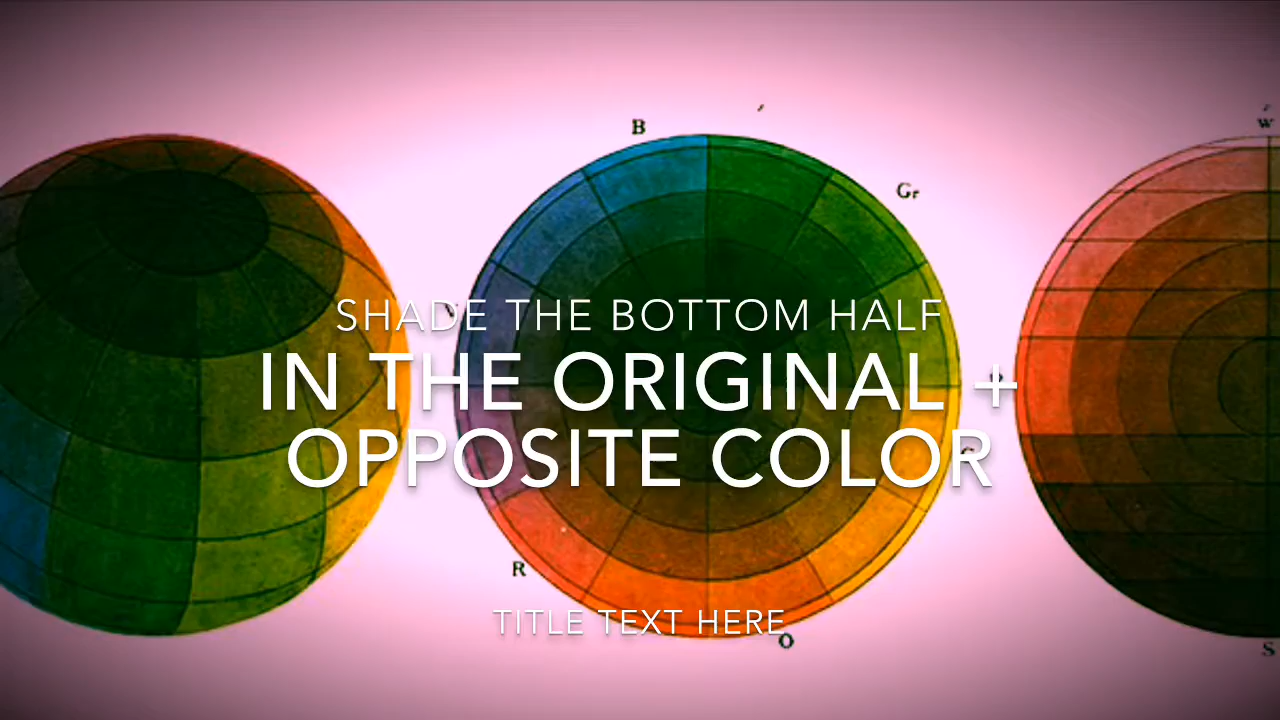 W
B
Gr
SHADE THE BOTTOM HALF
IN THE ORIGINAL +
OPPOSITE COLOR
R
TITLE TEXT HERE
O
S